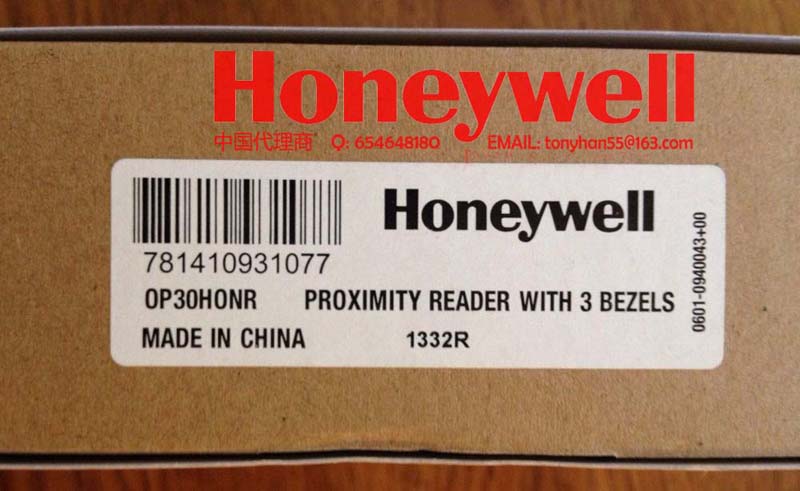 Honeywell
中国代理商 Q: 654648180 EMAIL: tonyhan55@163.com
Honeywell
781410931077
OP30HONR PROXIMITY READER WITH 3 BEZELS
MADE IN CHINA 1332R
0601-0940043+00